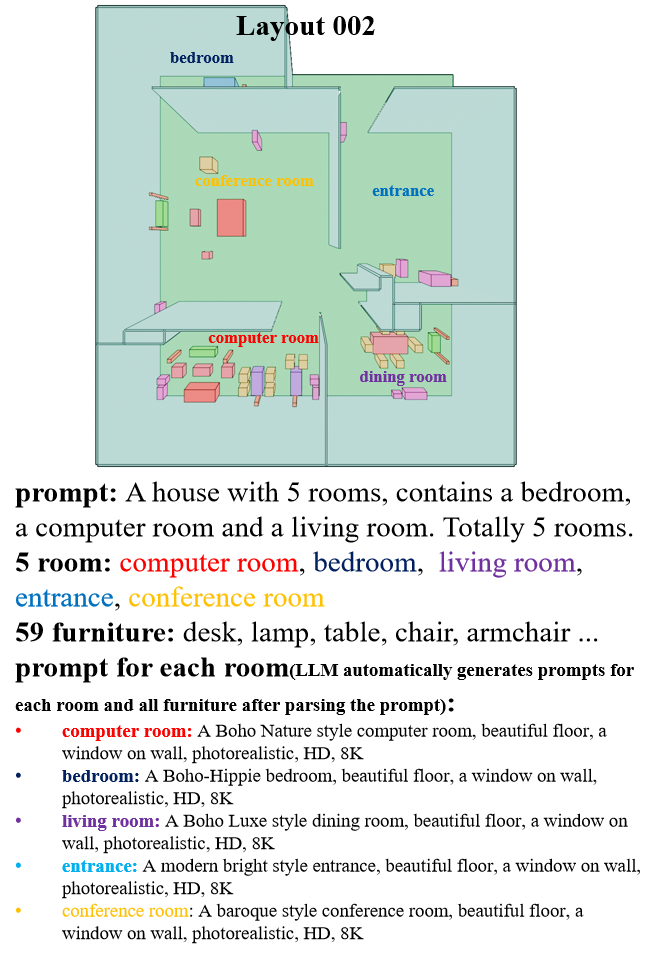 Layout 002
bedroom
conference room
entrance
computer room
dining room
prompt: A house with 5 rooms, contains a bedroom,
a computer room and a living room. Totally 5 rooms.
5 room: computer room, bedroom, living room,
entrance, conference room
59 furniture: desk, lamp, table, chair, armchair ...
prompt for each room(LLM automatically generates prompts for
each room and all furniture after parsing the prompt):
• computer room: A Boho Nature style computer room, beautiful floor, a
window on wall, photorealistic, HD, 8K
• bedroom: A Boho-Hippie bedroom, beautiful floor, a window on wall,
photorealistic, HD, 8K
• living room: A Boho Luxe style dining room, beautiful floor, a window on
wall, photorealistic, HD, 8K
• entrance: A modern bright style entrance, beautiful floor, a window on wall,
photorealistic, HD, 8K
• conference room: A baroque style conference room, beautiful floor, a
window on wall, photorealistic, HD, 8K